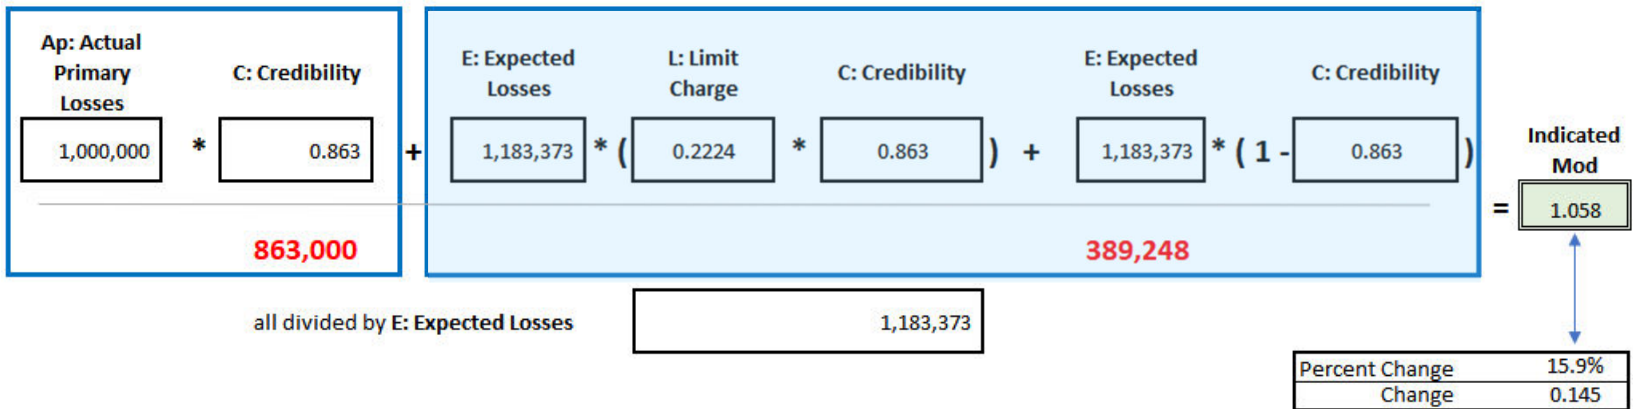 Ap: Actual
Primary
Losses
C: Credibility
E: Expected
Losses
L: Limit
Charge
C: Credibility
E: Expected
Losses
C: Credibility
1,000,000 * 0.863 + 1,183,373 * ( 0.2224 * 0.863 ) + 1,183,373 * ( 1 - 0.863 )
Indicated
Mod
= 1.058
863,000
389,248
all divided by E: Expected Losses 1,183,373
Percent Change 15.9%
Change 0.145